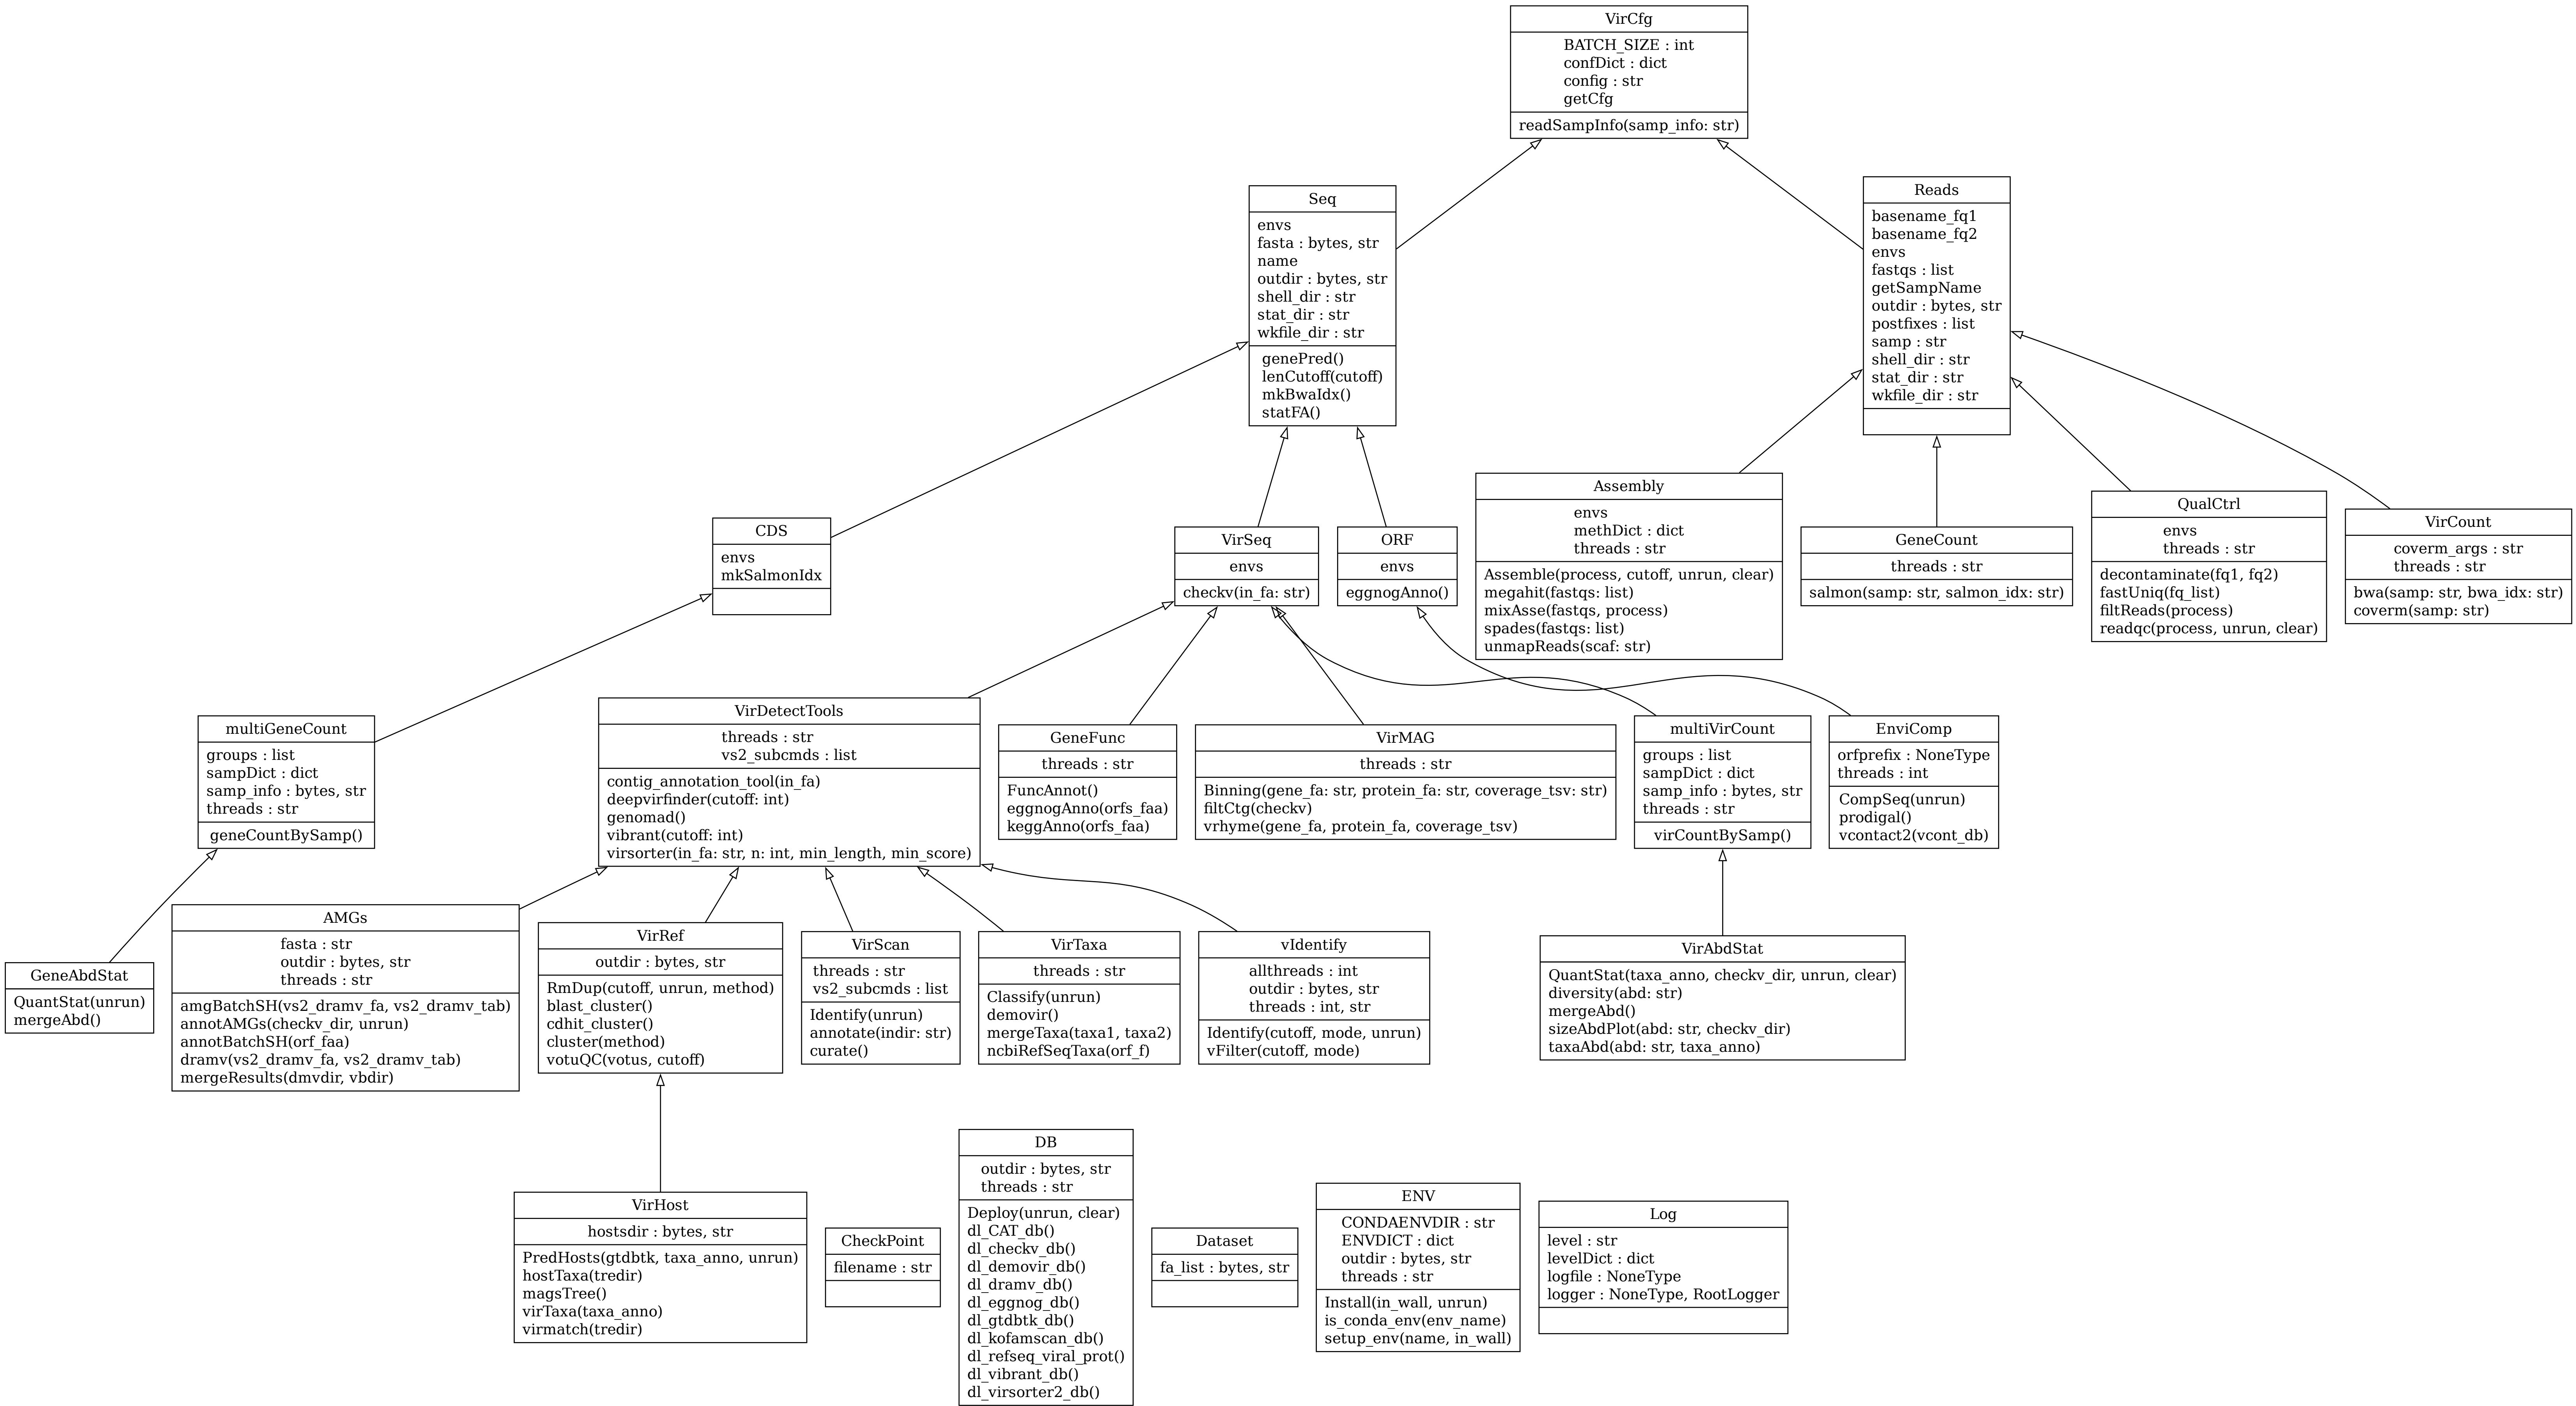 VirCfg
BATCH_SIZE : int
confDict : dict
config : str
getCfg
readSampInfo(samp_info: str)
Seq
envs
fasta : bytes, str
name
outdir : bytes, str
shell_dir : str
stat_dir : str
wkfile_dir : str
genePred()
lenCutoff(cutoff)
mkBwaIdx()
statFA()
Reads
basename_fq1
basename_fq2
envs
fastqs : list
getSampName
outdir : bytes, str
postfixes : list
samp : str
shell_dir : str
stat_dir : str
wkfile_dir : str
CDS
envs
mkSalmonIdx
VirSeq
envs
checkv(in_fa: str)
ORF
envs
eggnogAnno()
Assembly
envs
methDict : dict
threads : str
Assemble(process, cutoff, unrun, clear)
megahit(fastqs: list)
mixAsse(fastqs, process)
spades(fastqs: list)
unmapReads(scaf: str)
GeneCount
threads : str
salmon(samp: str, salmon_idx: str)
QualCtrl
envs
threads : str
decontaminate(fq1, fq2)
fastUniq(fq_list)
filtReads(process)
readqc(process, unrun, clear)
VirCount
coverm_args : str
threads : str
bwa(samp: str, bwa_idx: str)
coverm(samp: str)
multiGeneCount
groups : list
sampDict : dict
samp_info : bytes, str
threads : str
geneCountBySamp()
VirDetectTools
threads : str
vs2_subcmds : list
contig_annotation_tool(in_fa)
deepvirfinder(cutoff: int)
genomad()
vibrant(cutoff: int)
virsorter(in_fa: str, n: int, min_length, min_score)
GeneFunc
threads : str
FuncAnnot()
eggnogAnno(orfs_faa)
keggAnno(orfs_faa)
VirMAG
threads : str
Binning(gene_fa: str, protein_fa: str, coverage_tsv: str)
filtCtg(checkv)
vrhyme(gene_fa, protein_fa, coverage_tsv)
multiVirCount
groups : list
sampDict : dict
samp_info : bytes, str
threads : str
virCountBySamp()
EnviComp
orfprefix : NoneType
threads : int
CompSeq(unrun)
prodigal()
vcontact2(vcont_db)
GeneAbdStat
QuantStat(unrun)
mergeAbd()
AMGs
fasta : str
outdir : bytes, str
threads : str
amgBatchSH(vs2_dramv_fa, vs2_dramv_tab)
annotAMGs(checkv_dir, unrun)
annotBatchSH(orf_faa)
dramv(vs2_dramv_fa, vs2_dramv_tab)
mergeResults(dmvdir, vbdir)
VirRef
outdir : bytes, str
RmDup(cutoff, unrun, method)
blast_cluster()
cdhit_cluster()
cluster(method)
votuQC(votus, cutoff)
VirScan
threads : str
vs2_subcmds : list
Identify(unrun)
annotate(indir: str)
curate()
VirTaxa
threads : str
Classify(unrun)
demovir()
mergeTaxa(taxa1, taxa2)
ncbiRefSeqTaxa(orf_f)
vIdentify
allthreads : int
outdir : bytes, str
threads : int, str
Identify(cutoff, mode, unrun)
vFilter(cutoff, mode)
VirAbdStat
QuantStat(taxa_anno, checkv_dir, unrun, clear)
diversity(abd: str)
mergeAbd()
sizeAbdPlot(abd: str, checkv_dir)
taxaAbd(abd: str, taxa_anno)
VirHost
hostsdir : bytes, str
PredHosts(gtdbtk, taxa_anno, unrun)
hostTaxa(tredir)
magsTree()
virTaxa(taxa_anno)
virmatch(tredir)
CheckPoint
filename : str
DB
outdir : bytes, str
threads : str
Deploy(unrun, clear)
dl_CAT_db()
dl_checkv_db()
dl_demovir_db()
dl_dramv_db()
dl_eggnog_db()
dl_gtdbtk_db()
dl_kofamscan_db()
dl_refseq_viral_prot()
dl_vibrant_db()
dl_virsorter2_db()
Dataset
fa_list : bytes, str
ENV
CONDAENVDIR : str
ENVDICT : dict
outdir : bytes, str
threads : str
Install(in_wall, unrun)
is_conda_env(env_name)
setup_env(name, in_wall)
Log
level : str
levelDict : dict
logfile : NoneType
logger : NoneType, RootLogger